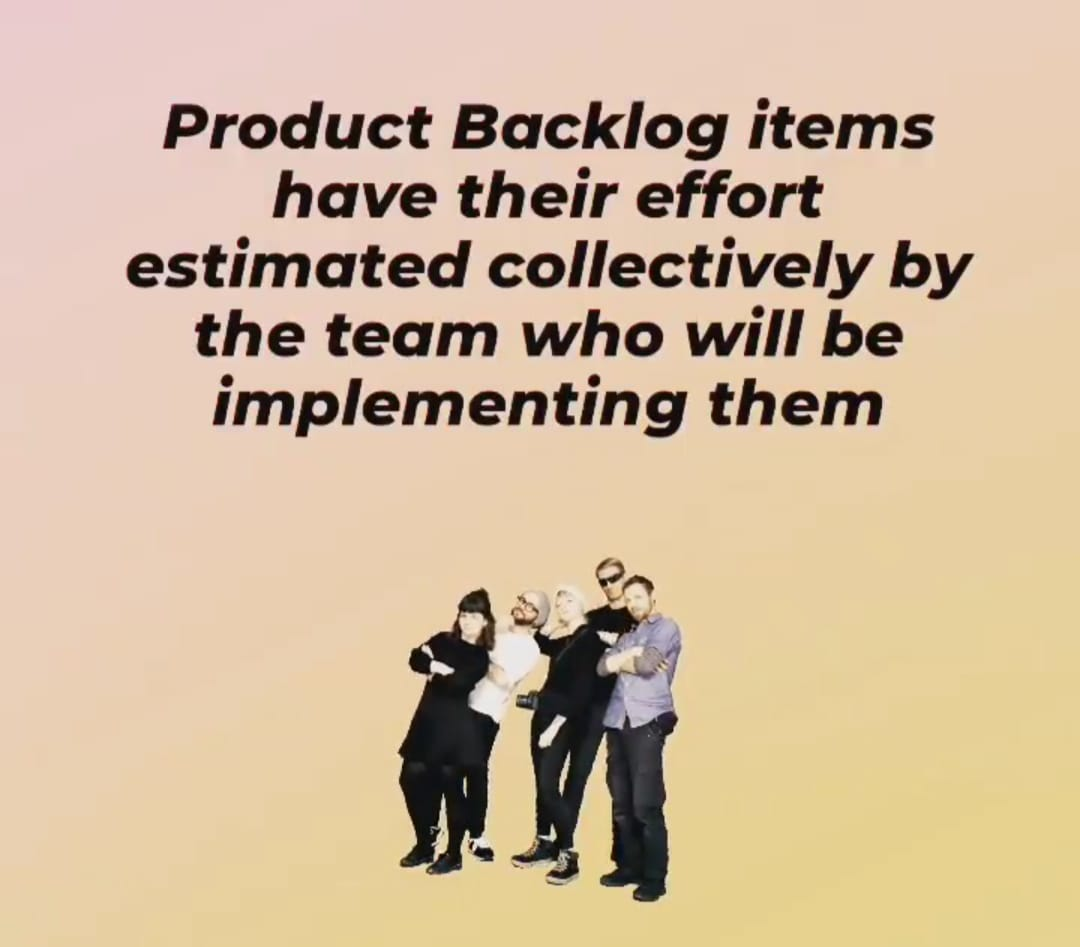 Product Backlog items
have their effort
estimated collectively by
the team who will be
implementing them